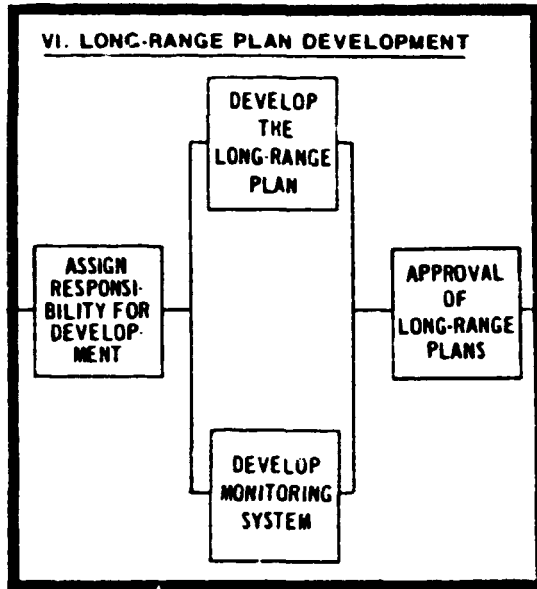 VI. LONG-RANGE PLAN DEVELOPMENT
DEVELOP
THE
LONG-RANGE
PLAN
ASSIGN
RESPONSI-
BILITY FOR
DEVELOP-
MENT
APPROVAL
OF
LONG-RANGE
PLANS
DEVELOP
MONITORING
SYSTEM